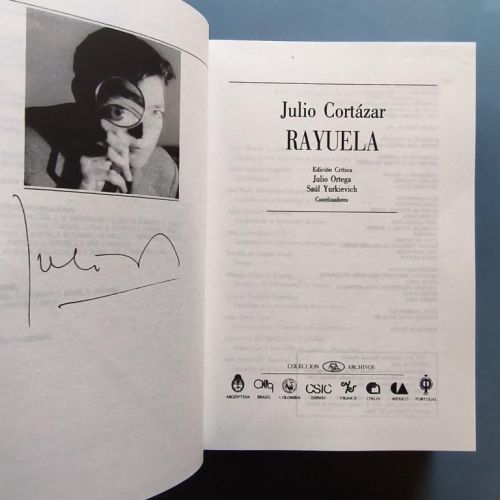 Julio
Julio Cortázar
RAYUELA
Edición Crítica
Julio Ortega
Saúl Yurkievich
Coordinadores
COLECCION ARCHIVOS
CSIC
ARGENTINA BRASIL COLOMBIA ESPAÑA FRANCE ITALIA MEXICO PORTUGAL